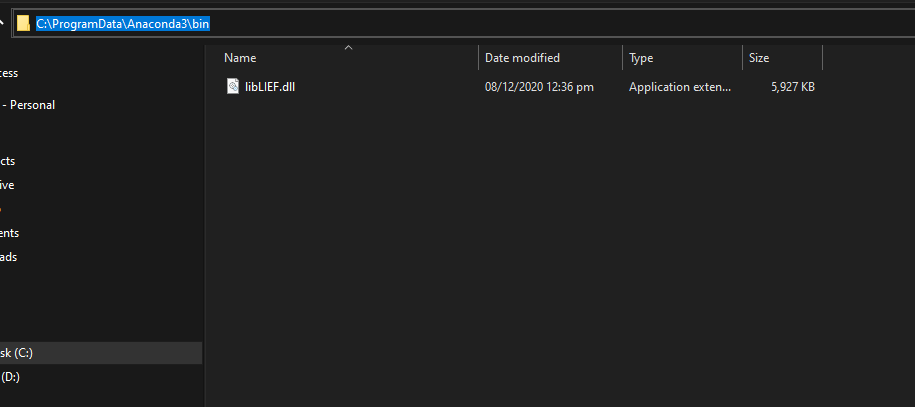 C:\ProgramData\Anaconda3\bin
Name Date modified Type Size
cess
libLIEF.dll 08/12/2020 12:36 pm Application exten... 5,927 KB
- Personal
cts
ive
ents
ads
sk (C:)
(D:)